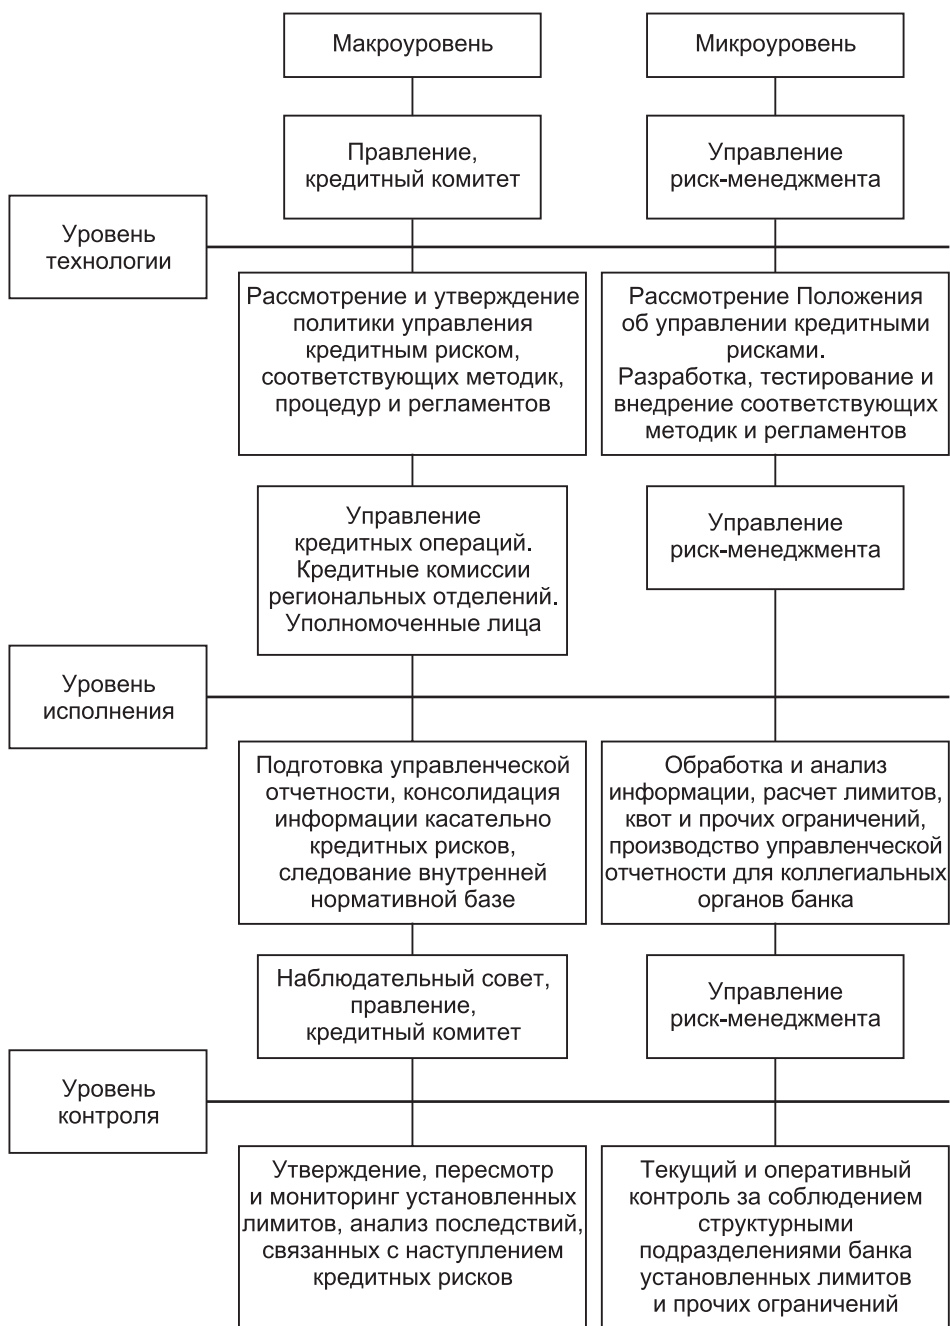 Макроуровень
Микроуровень
Правление,
кредитный комитет
Управление
риск-менеджмента
Уровень
технологии
Рассмотрение и утверждение
политики управления
кредитным риском,
соответствующих методик,
процедур и регламентов
Рассмотрение Положения
об управлении кредитными
рисками.
Разработка, тестирование и
внедрение соответствующих
методик и регламентов
Управление
кредитных операций.
Кредитные комиссии
региональных отделений.
Уполномоченные лица
Управление
риск-менеджмента
Уровень
исполнения
Подготовка управленческой
отчетности, консолидация
информации касательно
кредитных рисков,
следование внутренней
нормативной базе
Обработка и анализ
информации, расчет лимитов,
квот и прочих ограничений,
производство управленческой
отчетности для коллегиальных
органов банка
Наблюдательный совет,
правление,
кредитный комитет
Управление
риск-менеджмента
Уровень
контроля
Утверждение, пересмотр
и мониторинг установленных
лимитов, анализ последствий,
связанных с наступлением
кредитных рисков
Текущий и оперативный
контроль за соблюдением
структурными
подразделениями банка
установленных лимитов
и прочих ограничений